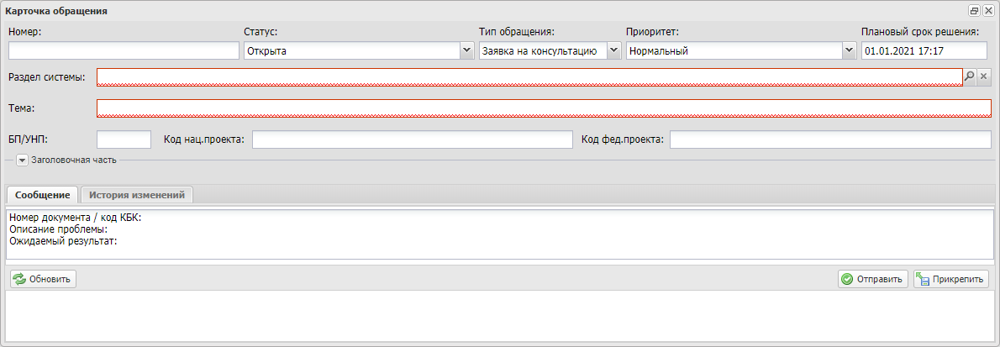 Карточка обращения
Номер: Статус: Тип обращения: Приоритет: Плановый срок решения:
Открыта Заявка на консультацию Нормальный 01.01.2021 17:17
Раздел системы:
Тема:
БП/УНП: Код нац.проекта: Код фед.проекта:
Заголовочная часть
Сообщение История изменений
Номер документа / код КБК:
Описание проблемы:
Ожидаемый результат:
Обновить Отправить Прикрепить